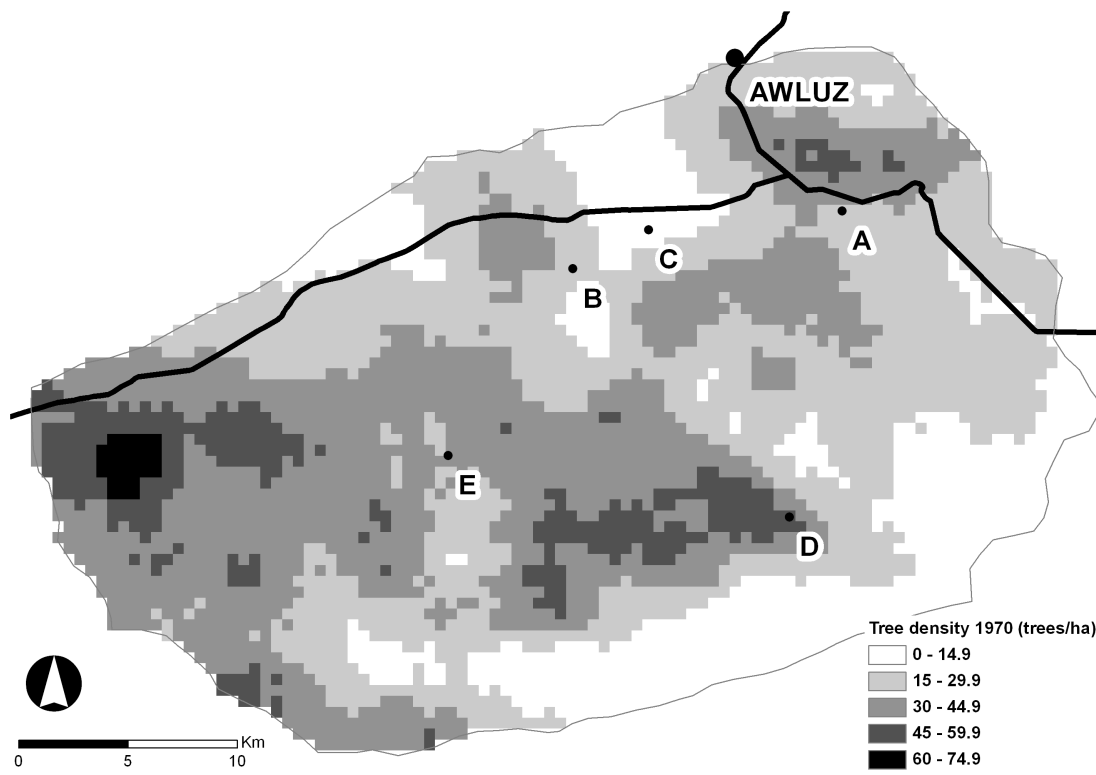 AWLUZ
A
C
B
E
D
Tree density 1970 (trees/ha)
0 - 14.9
15 - 29.9
30 - 44.9
45 - 59.9
60 - 74.9
Km
0 5 10